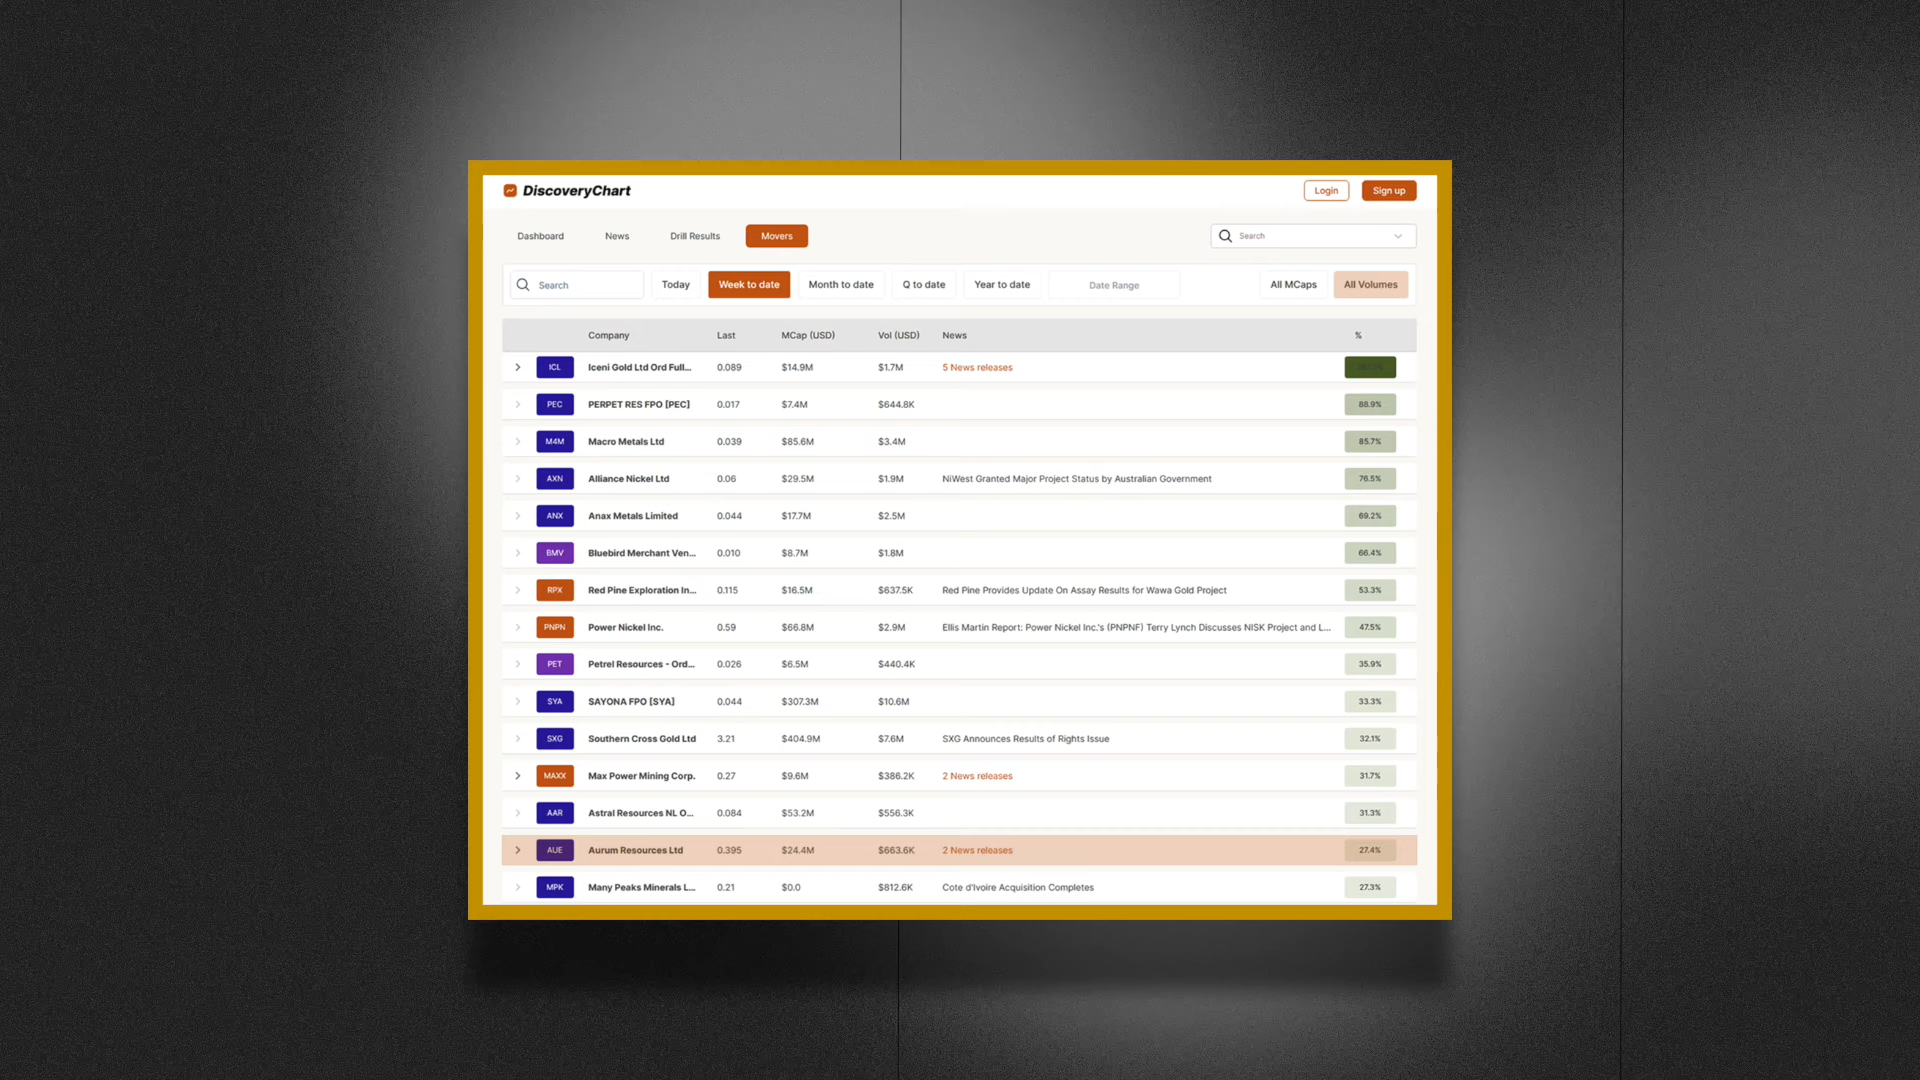 DiscoveryChart
Login
Sign up
Dashboard
News
Drill Results
Movers
Search
Search
Today
Week to date
Month to date
Q to date
Year to date
Date Range
All MCaps
All Volumes
Company Last MCap (USD) Vol (USD) News %
ICL Iceni Gold Ltd Ord Full... 0.089 $14.9M $1.7M 5 News releases
PEC PERPET RES FPO [PEC] 0.017 $7.4M $644.8K 88.9%
M4M Macro Metals Ltd 0.039 $85.6M $3.4M 85.7%
AXN Alliance Nickel Ltd 0.06 $29.5M $1.9M NiWest Granted Major Project Status by Australian Government 76.5%
ANX Anax Metals Limited 0.044 $17.7M $2.5M 69.2%
BMV Bluebird Merchant Ven... 0.010 $8.7M $1.8M 66.4%
RPX Red Pine Exploration In... 0.115 $16.5M $637.5K Red Pine Provides Update On Assay Results for Wawa Gold Project 53.3%
PNPN Power Nickel Inc. 0.59 $66.8M $2.9M Ellis Martin Report: Power Nickel Inc.'s (PNPNF) Terry Lynch Discusses NISK Project and L... 47.5%
PET Petrel Resources - Ord... 0.026 $6.5M $440.4K 35.9%
SYA SAYONA FPO [SYA] 0.044 $307.3M $10.6M 33.3%
SXG Southern Cross Gold Ltd 3.21 $404.9M $7.6M SXG Announces Results of Rights Issue 32.1%
MAXX Max Power Mining Corp. 0.27 $9.6M $386.2K 2 News releases 31.7%
AAR Astral Resources NL O... 0.084 $53.2M $556.3K 31.3%
AUE Aurum Resources Ltd 0.395 $24.4M $663.6K 2 News releases 27.4%
MPK Many Peaks Minerals L... 0.21 $0.0 $812.6K Cote d'Ivoire Acquisition Completes 27.3%